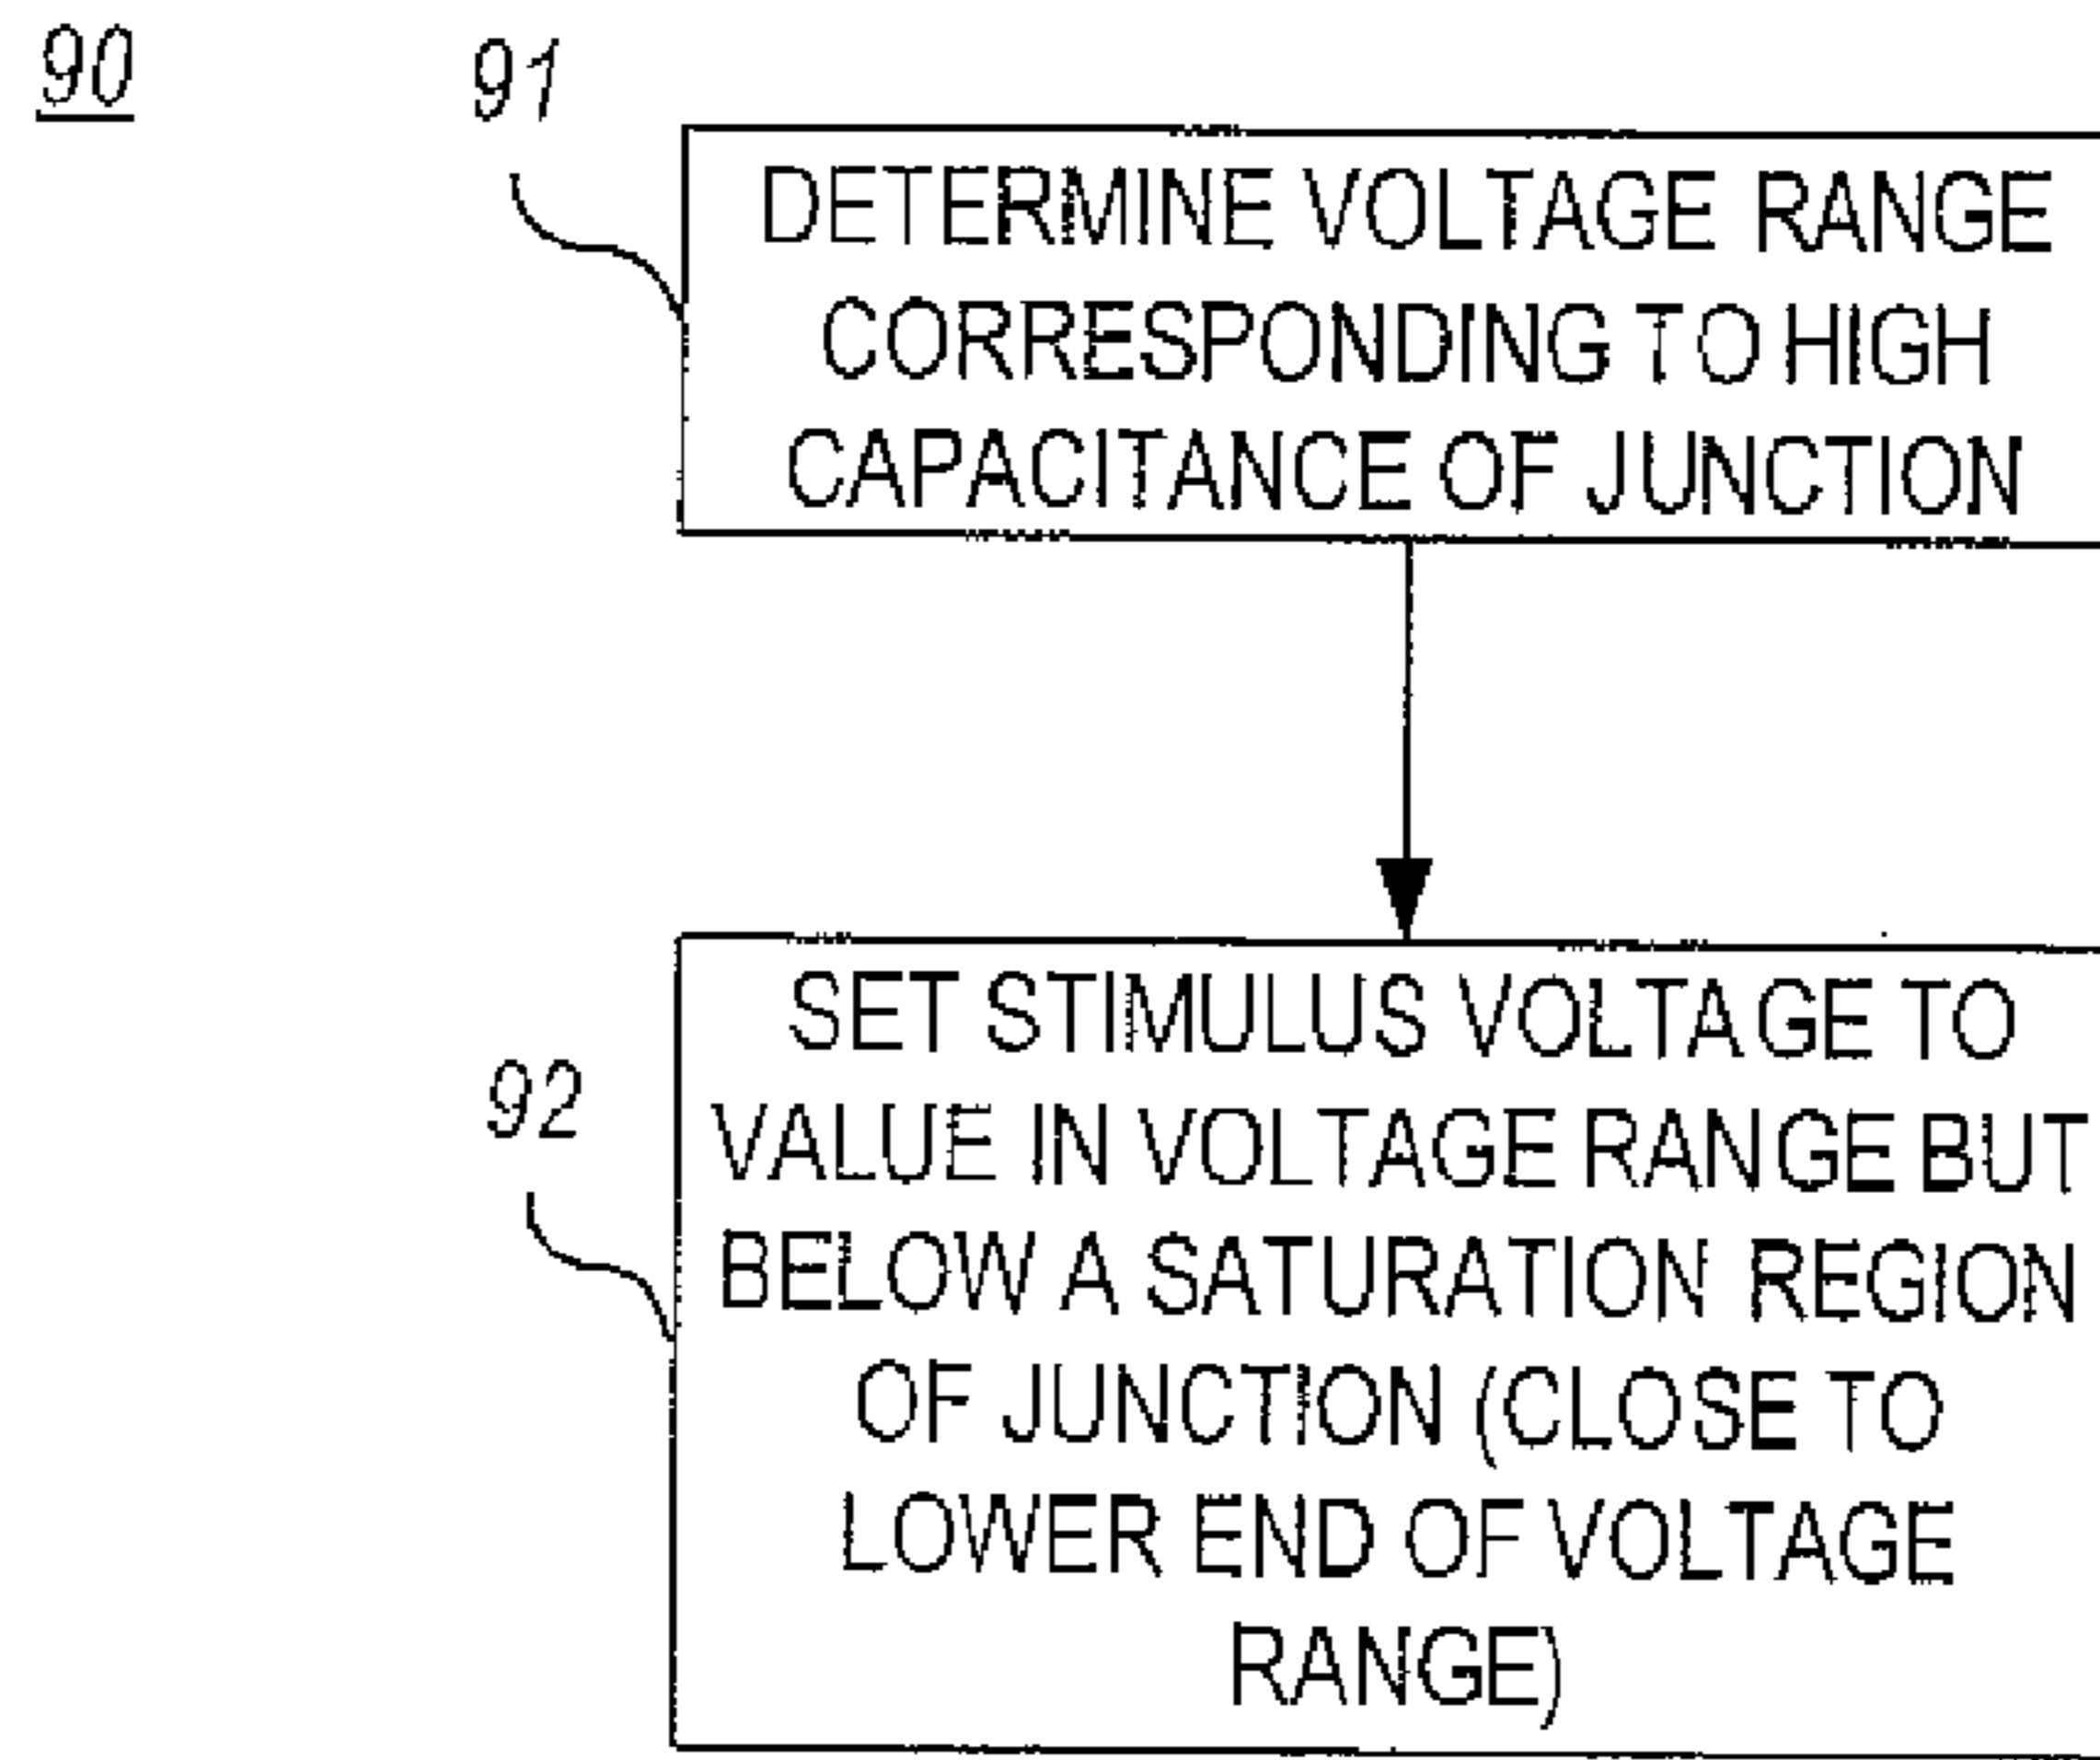 90
91
DETERMINE VOLTAGE RANGE
CORRESPONDING TO HIGH
CAPACITANCE OF JUNCTION
92
SET STIMULUS VOLTAGE TO
VALUE IN VOLTAGE RANGE BUT
BELOW A SATURATION REGION
OF JUNCTION (CLOSE TO
LOWER END OF VOLTAGE
RANGE)